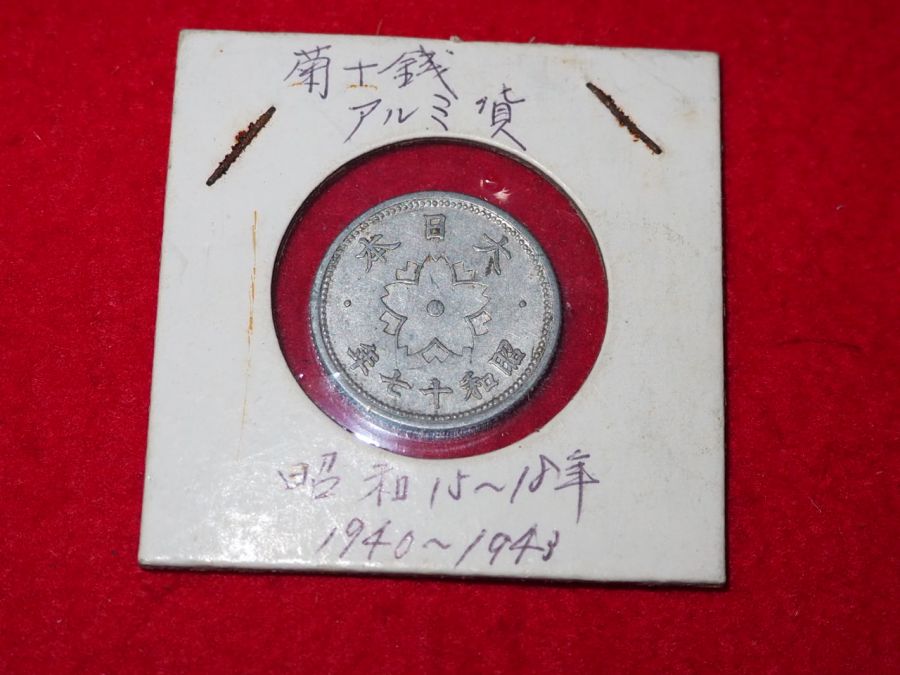 菊十銭
アルミ貨
大日本
昭和十七年
昭和15~18年
1940~1943